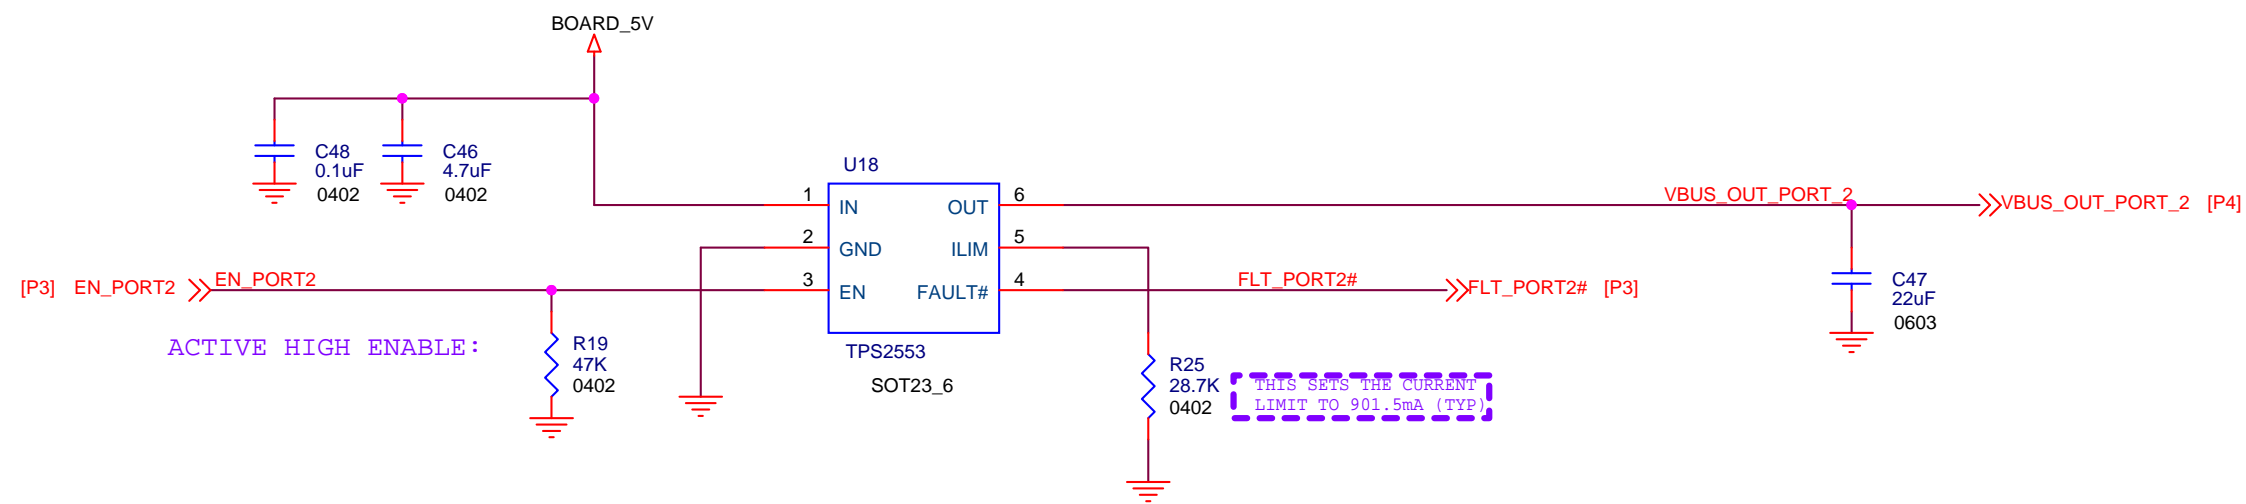 BOARD_5V
C48
0.1uF
0402
C46
4.7uF
0402
U18
1
IN
2
GND
3
EN
OUT
6
ILIM
5
FAULT#
4
TPS2553
SOT23_6
VBUS_OUT_PORT_2
VBUS_OUT_PORT_2 [P4]
[P3] EN_PORT2
EN_PORT2
FLT_PORT2#
FLT_PORT2# [P3]
C47
22uF
0603
ACTIVE HIGH ENABLE:
R19
47K
0402
R25
28.7K
0402
THIS SETS THE CURRENT
LIMIT TO 901.5mA (TYP)